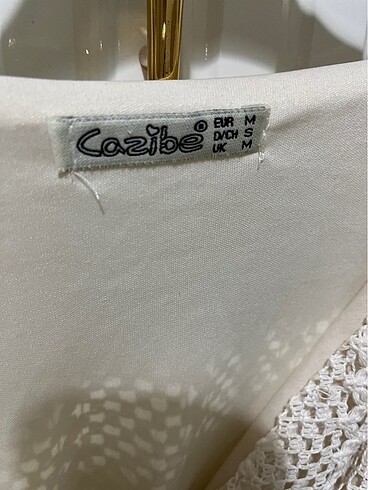 Cazibe®
EUR M
D/CH S
UK M